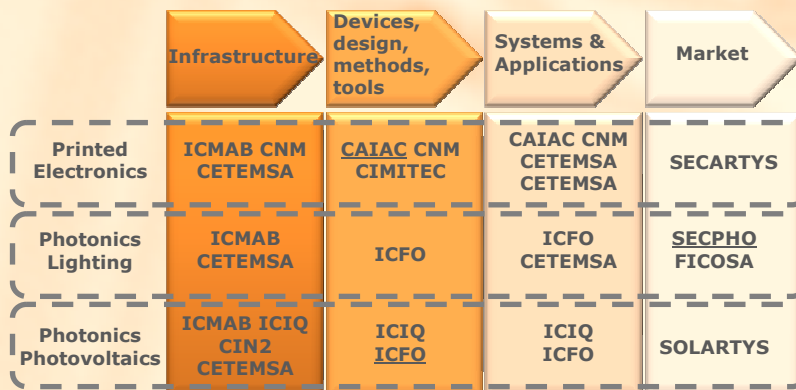 Infrastructure
Devices,
design,
methods,
tools
Systems &
Applications
Market
Printed
Electronics
ICMAB CNM
CETEMSA
CAIAC CNM
CIMITEC
CAIAC CNM
CETEMSA
CETEMSA
SECARTYS
Photonics
Lighting
ICMAB
CETEMSA
ICFO
ICFO
CETEMSA
SECPHO
FICOSA
Photonics
Photovoltaics
ICMAB ICIQ
CIN2
CETEMSA
ICIQ
ICFO
ICIQ
ICFO
SOLARTYS